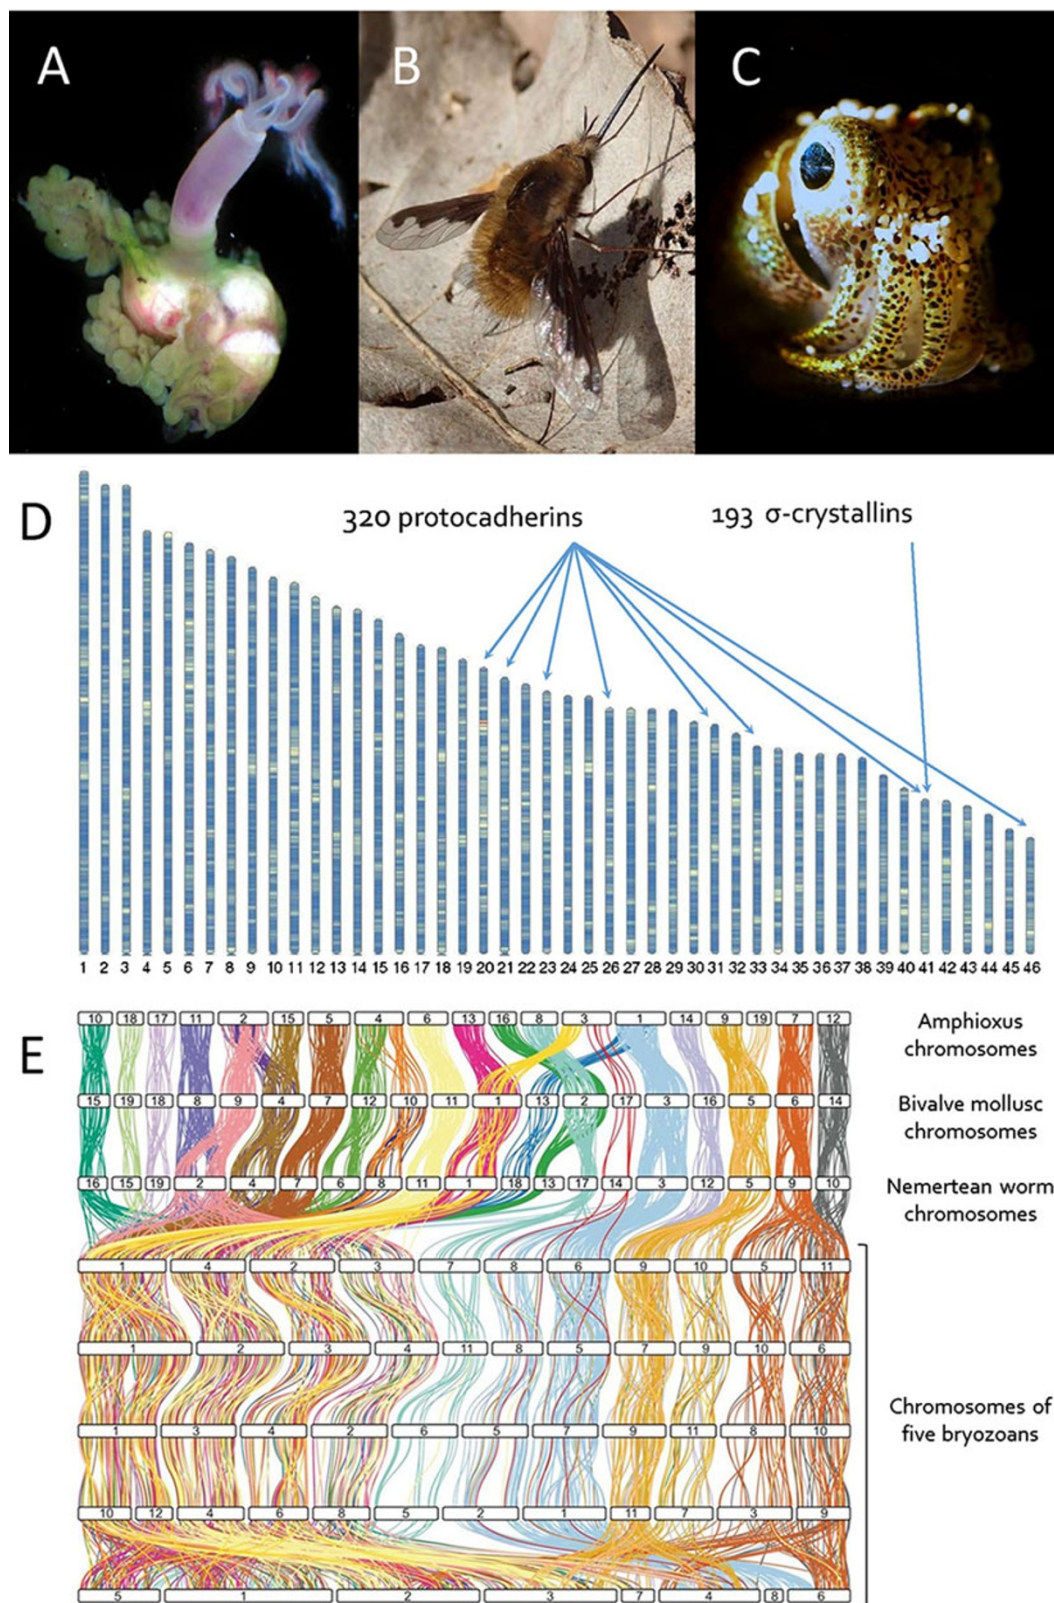 A B C
D
320 protocadherins 193 σ-crystallins
1 2 3 4 5 6 7 8 9 10 11 12 13 14 15 16 17 18 19 20 21 22 23 24 25 26 27 28 29 30 31 32 33 34 35 36 37 38 39 40 41 42 43 44 45 46
E
10 18 17 11 2 15 5 4 6 13 16 8 3 1 14 9 19 7 12
Amphioxus
chromosomes
15 19 18 8 9 4 7 12 10 11 1 13 2 17 3 16 5 6 14
Bivalve mollusc
chromosomes
16 15 19 2 4 7 6 8 11 1 18 13 17 14 3 12 5 9 10
Nemertean worm
chromosomes
1 4 2 3 7 8 6 9 10 5 11
1 2 3 4 11 8 5 7 9 10 6
Chromosomes of
five bryozoans
1 3 4 2 6 5 7 9 11 8 10
10 12 4 6 8 5 2 1 11 7 3 9
5 1 2 3 7 4 8 6